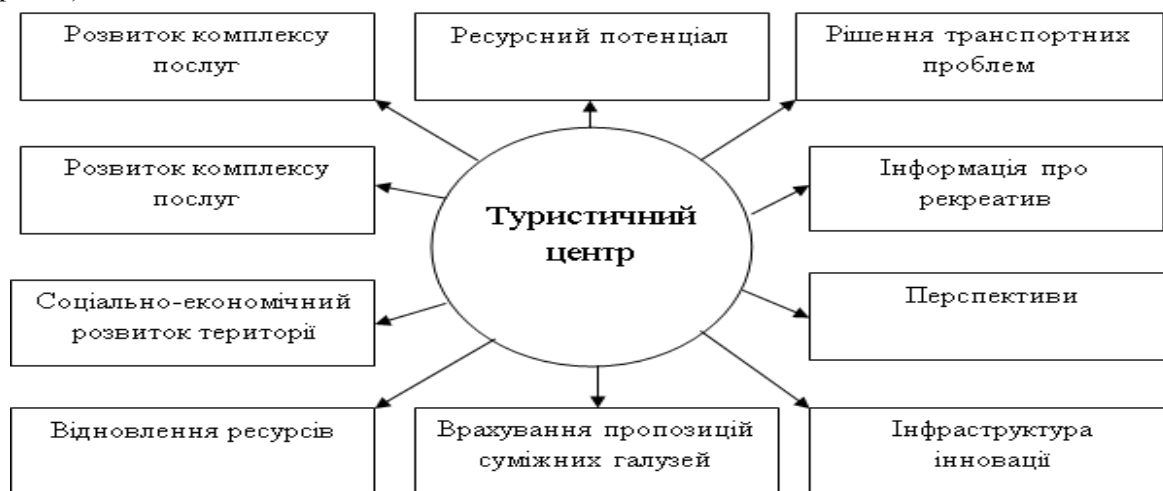 Розвиток комплексу
послуг
Ресурсний потенціал
Рішення транспортних
проблем
Розвиток комплексу
послуг
Інформація про
рекреатив
Туристичний
центр
Соціально-економічний
розвиток території
Перспективи
Відновлення ресурсів
Врахування пропозицій
суміжних галузей
Інфраструктура
інновації